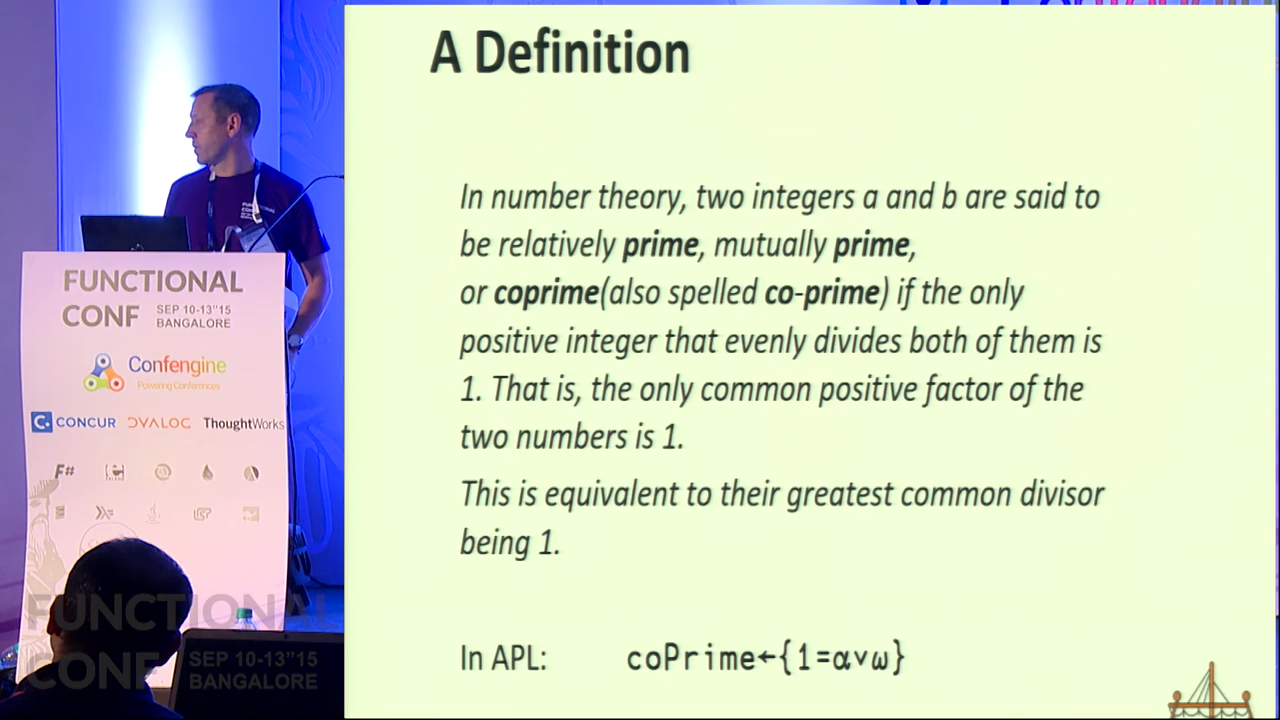 A Definition
In number theory, two integers a and b are said to
be relatively prime, mutually prime,
or coprime(also spelled co-prime) if the only
positive integer that evenly divides both of them is
1. That is, the only common positive factor of the
two numbers is 1.
This is equivalent to their greatest common divisor
being 1.
In APL: coPrime←{1=⍺∨⍵}
FUNCTIONAL
CONF SEP 10-13"15
BANGALORE
Confengine
Powering Conferences
CONCUR DYALOC ThoughtWorks
F#
FUNCTIONAL
CONF SEP 10-13"15
BANGALORE